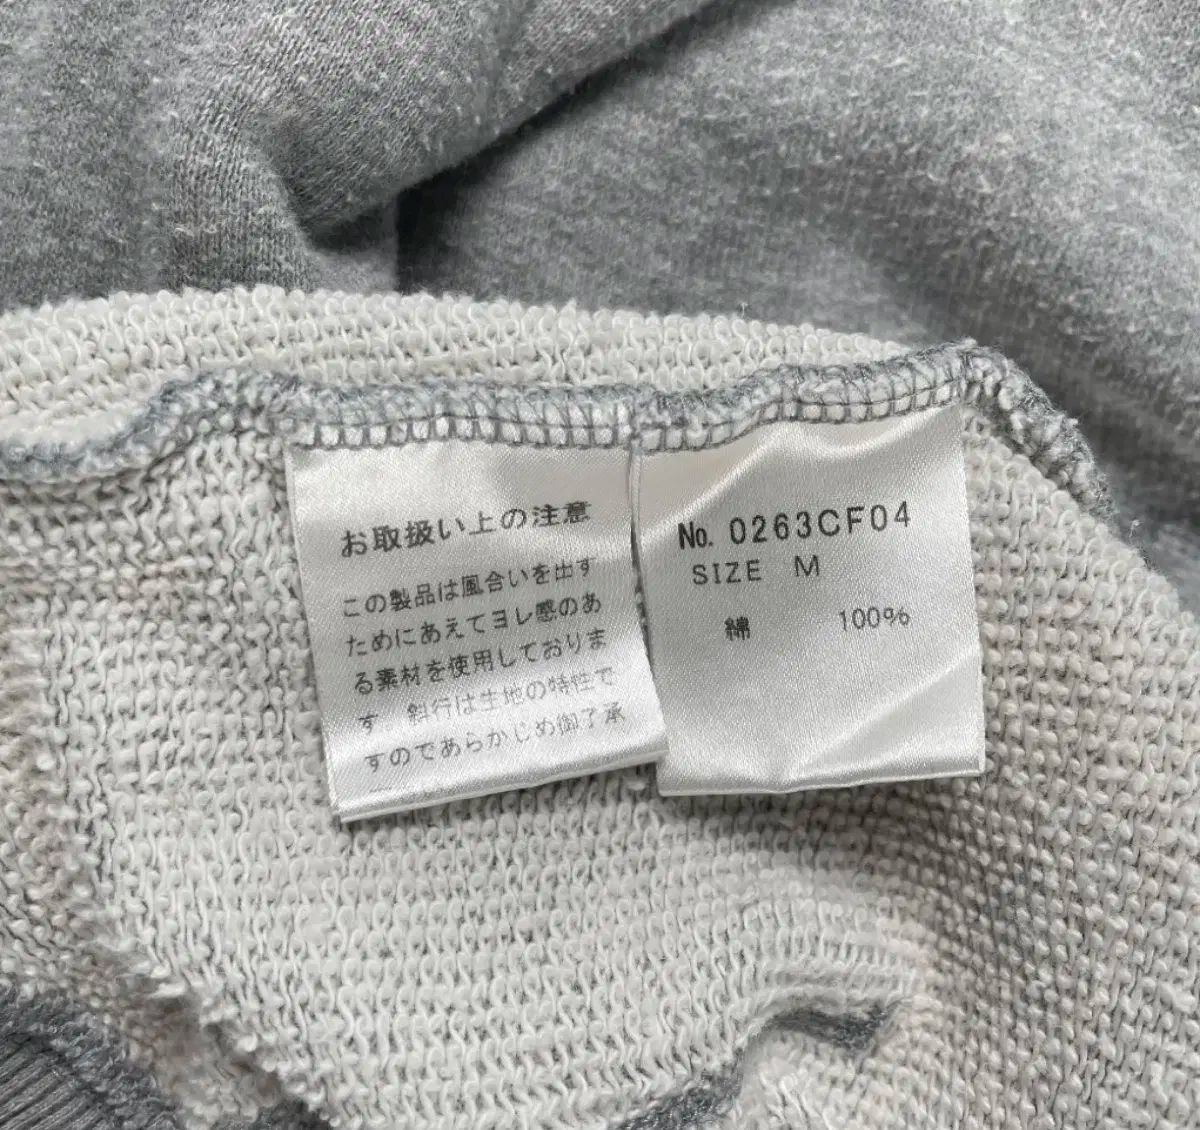 お取扱い上の注意
この製品は風合いを出す
ためにあえてヨレ感のあ
る素材を使用しておりま
す 斜行は生地の特性で
すのであらかじめ御了承
No. 0263CF04
SIZE M
綿 100%